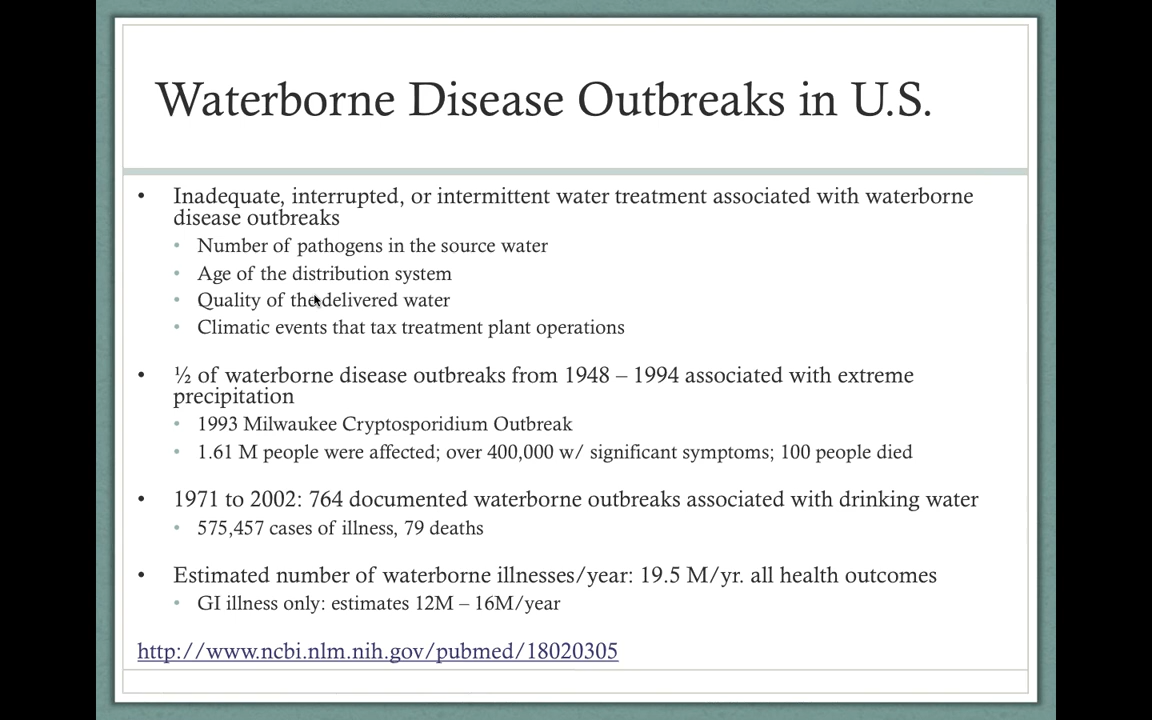 Waterborne Disease Outbreaks in U.S.
• Inadequate, interrupted, or intermittent water treatment associated with waterborne
disease outbreaks
• Number of pathogens in the source water
• Age of the distribution system
• Quality of the delivered water
• Climatic events that tax treatment plant operations
• ½ of waterborne disease outbreaks from 1948 – 1994 associated with extreme
precipitation
• 1993 Milwaukee Cryptosporidium Outbreak
• 1.61 M people were affected; over 400,000 w/ significant symptoms; 100 people died
• 1971 to 2002: 764 documented waterborne outbreaks associated with drinking water
• 575,457 cases of illness, 79 deaths
• Estimated number of waterborne illnesses/year: 19.5 M/yr. all health outcomes
• GI illness only: estimates 12M – 16M/year
http://www.ncbi.nlm.nih.gov/pubmed/18020305